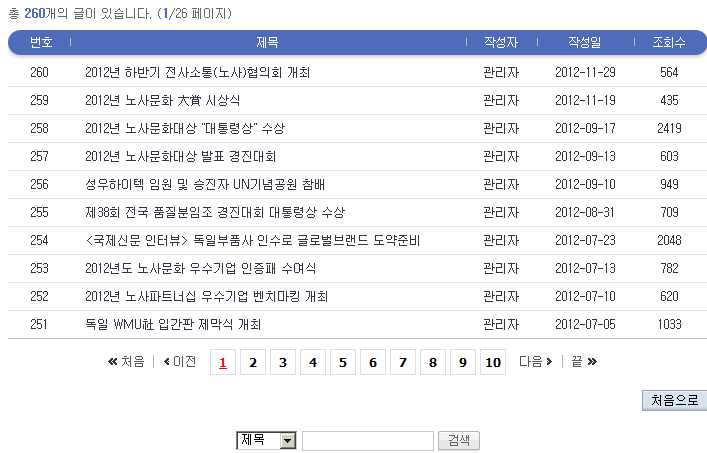 총 260개의 글이 있습니다. (1/26 페이지)
번호 제목 작성자 작성일 조회수
260 2012년 하반기 전사소통(노사)협의회 개최 관리자 2012-11-29 564
259 2012년 노사문화 大賞 시상식 관리자 2012-11-19 435
258 2012년 노사문화대상 "대통령상" 수상 관리자 2012-09-17 2419
257 2012년 노사문화대상 발표 경진대회 관리자 2012-09-13 603
256 성우하이텍 임원 및 승진자 UN기념공원 참배 관리자 2012-09-10 949
255 제38회 전국 품질분임조 경진대회 대통령상 수상 관리자 2012-08-31 709
254 <국제신문 인터뷰> 독일부품사 인수로 글로벌브랜드 도약준비 관리자 2012-07-23 2048
253 2012년도 노사문화 우수기업 인증패 수여식 관리자 2012-07-13 782
252 2012년 노사파트너십 우수기업 벤치마킹 개최 관리자 2012-07-10 620
251 독일 WMU社 입간판 제막식 개최 관리자 2012-07-05 1033
« 처음 | ‹ 이전 1 2 3 4 5 6 7 8 9 10 다음 › | 끝 »
처음으로
제목 검색